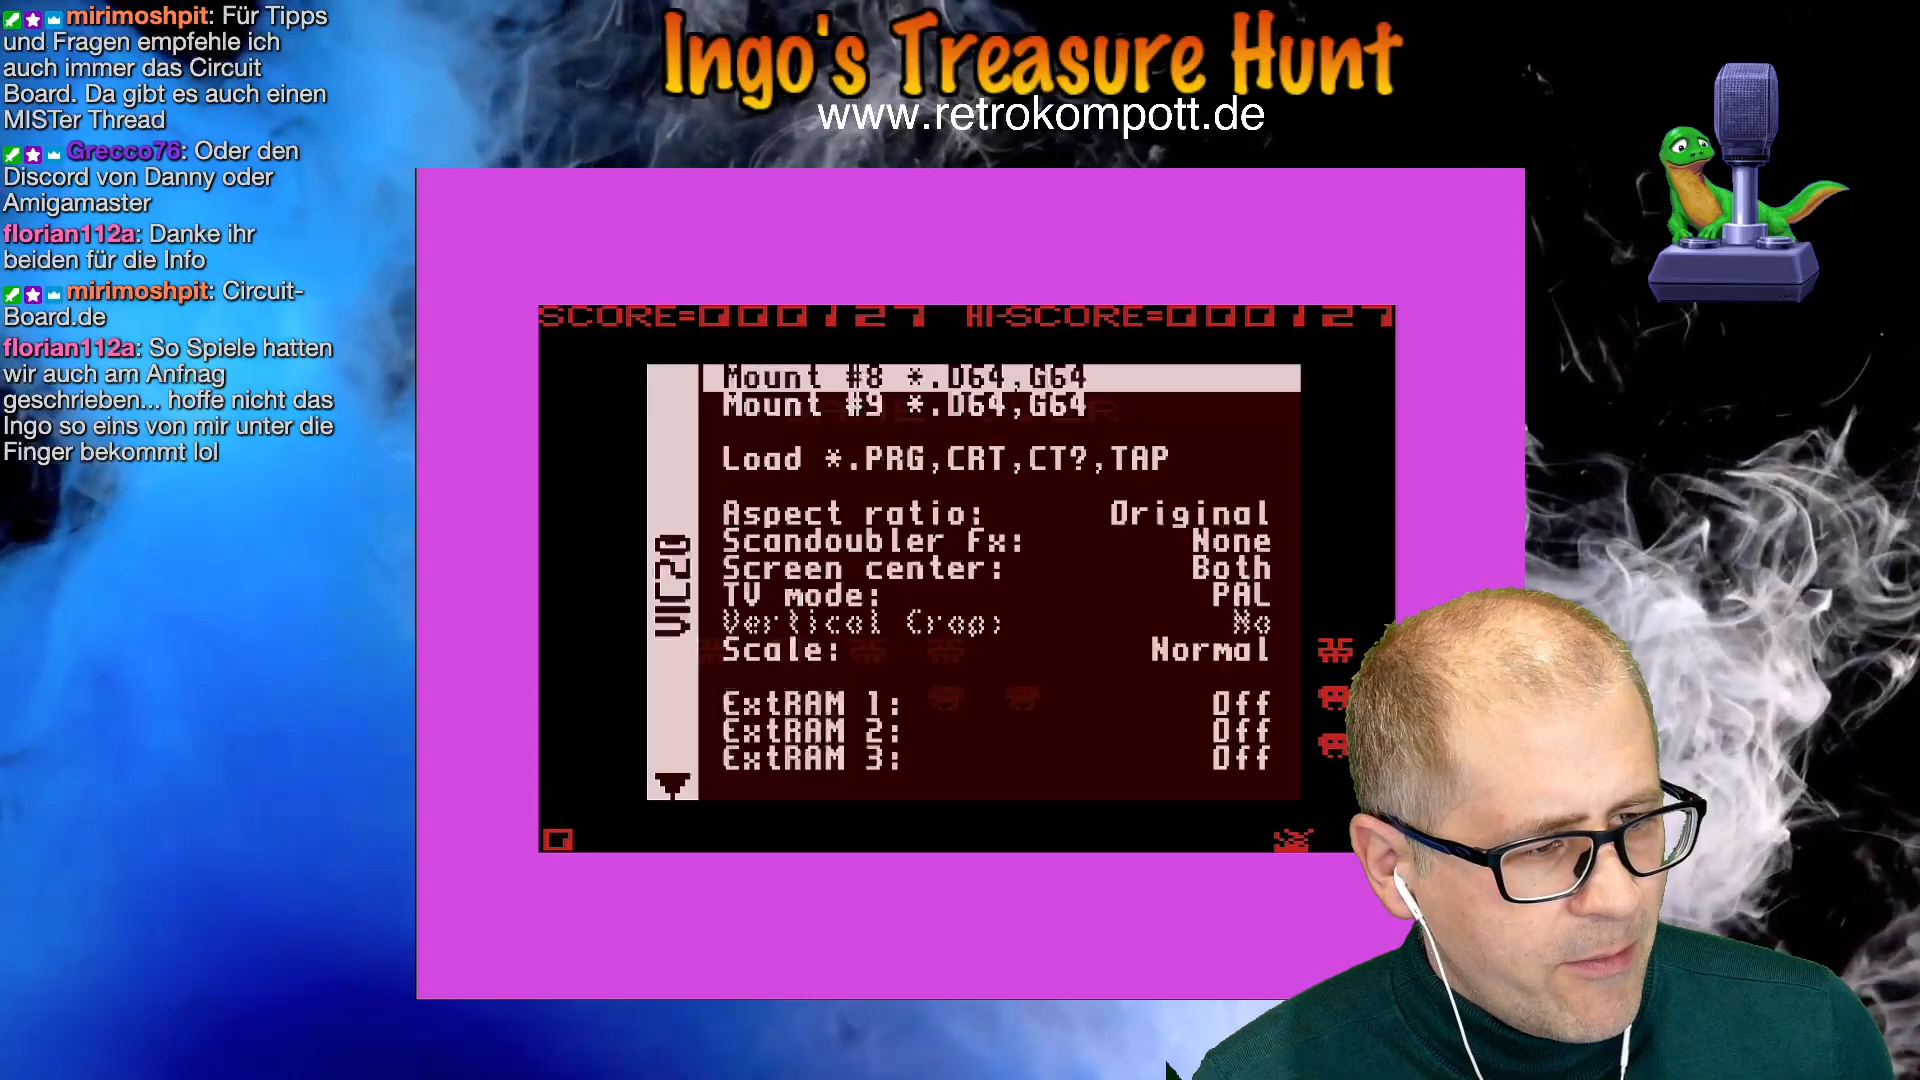 mirimoshpit: Für Tipps
und Fragen empfehle ich
auch immer das Circuit
Board. Da gibt es auch einen
MISTer Thread
Grecco76: Oder den
Discord von Danny oder
Amigamaster
florian112a: Danke ihr
beiden für die Info
mirimoshpit: Circuit-
Board.de
florian112a: So Spiele hatten
wir auch am Anfnag
geschrieben... hoffe nicht das
Ingo so eins von mir unter die
Finger bekommt lol
Ingo's Treasure Hunt
www.retrokompott.de
SCORE=000127 HI-SCORE=000127
VIC20
Mount #8 *.D64,G64
Mount #9 *.D64,G64
Load *.PRG,CRT,CT?,TAP
Aspect ratio: Original
Scandoubler Fx: None
Screen center: Both
TV mode: PAL
Vertical Crop: No
Scale: Normal
ExtRAM 1: Off
ExtRAM 2: Off
ExtRAM 3: Off
0